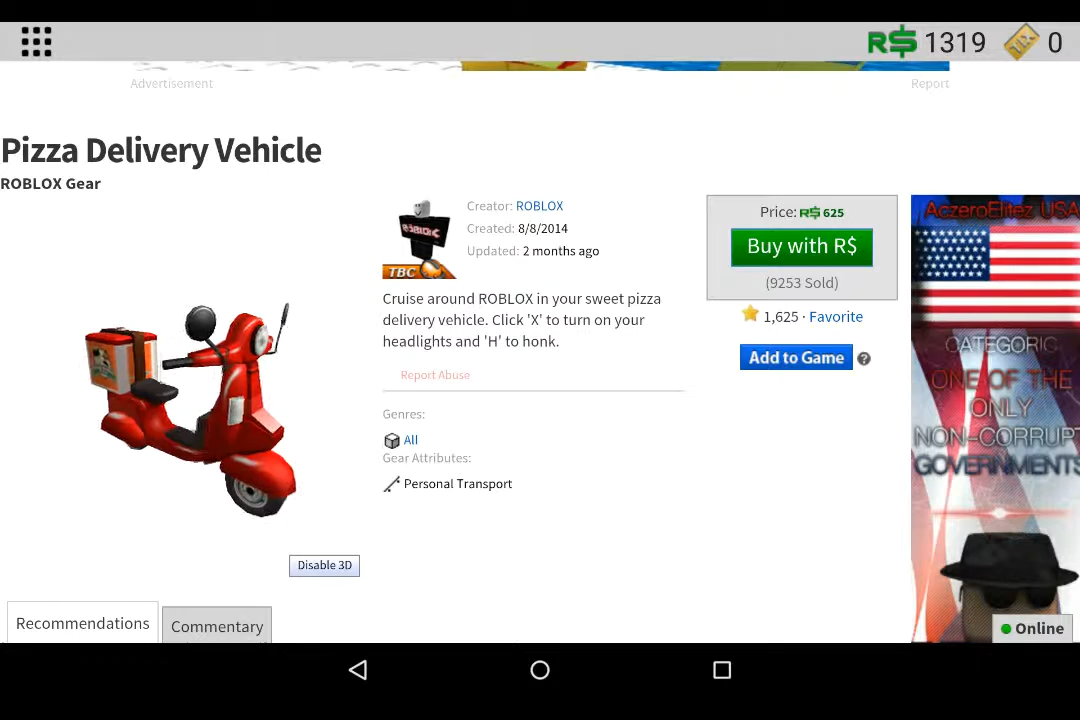 R$ 1319 TIX 0
Advertisement
Report
Pizza Delivery Vehicle
ROBLOX Gear
ROBLOX
TBC
Creator: ROBLOX
Created: 8/8/2014
Updated: 2 months ago
Cruise around ROBLOX in your sweet pizza
delivery vehicle. Click 'X' to turn on your
headlights and 'H' to honk.
Report Abuse
Genres:
All
Gear Attributes:
Personal Transport
Price: R$ 625
Buy with R$
(9253 Sold)
1,625 · Favorite
Add to Game ?
Disable 3D
Recommendations
Commentary
AczeroElitez USA
CATEGORIC
ONE OF THE
ONLY
NON-CORRUPT
GOVERNMENTS
Online